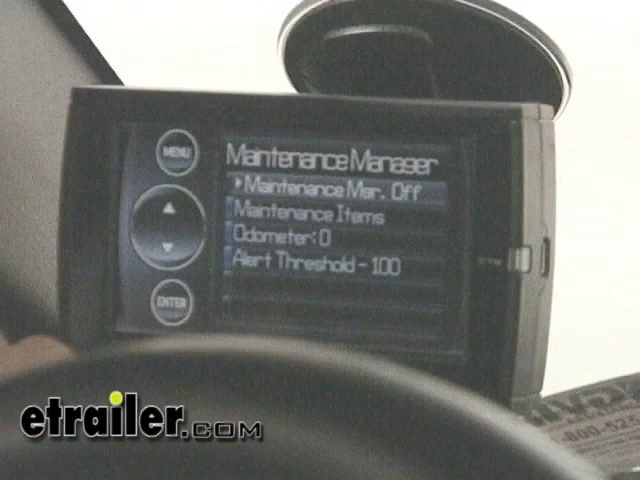 MENU
Maintenance Manager
Maintenance Mgr. Off
Maintenance Items
Odometer: 0
Alert Threshold - 100
ENTER
etrailer.com